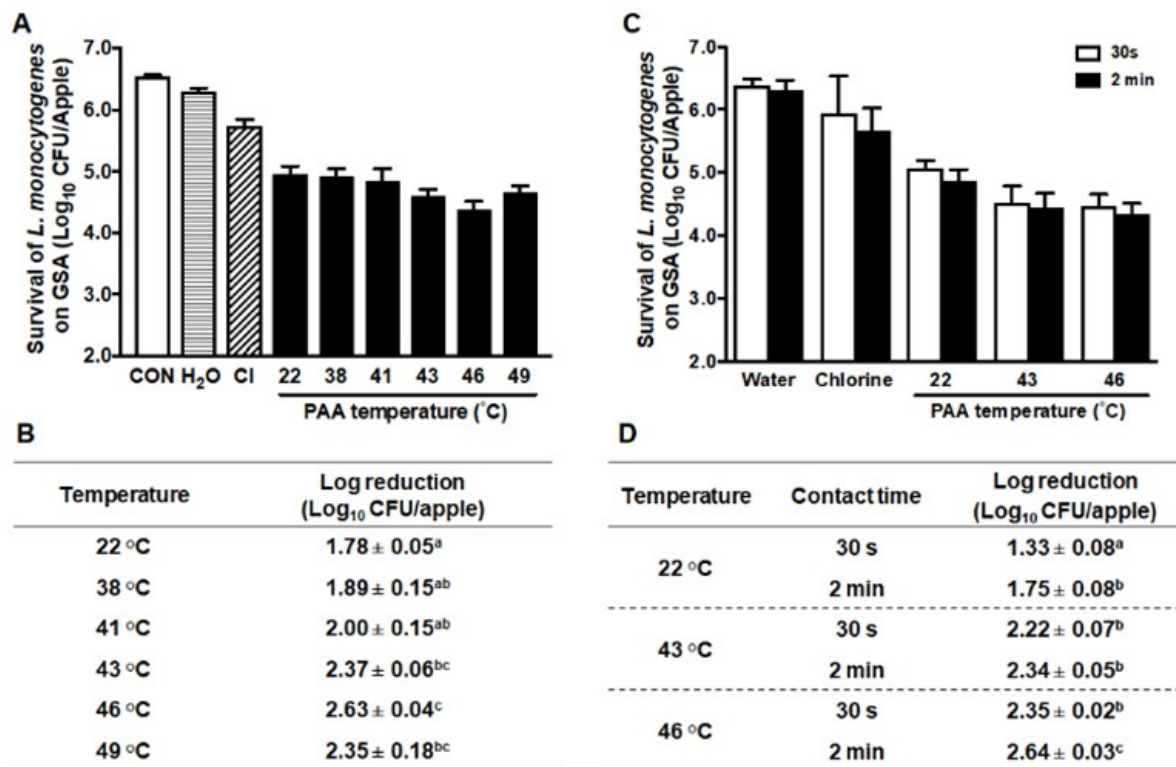 A
Survival of L. monocytogenes
on GSA (Log₁₀ CFU/Apple)
7.0
6.0
5.0
4.0
3.0
2.0
CON H₂O Cl 22 38 41 43 46 49
PAA temperature (°C)
C
Survival of L. monocytogenes
on GSA (Log₁₀ CFU/Apple)
7.0
6.0
5.0
4.0
3.0
2.0
30s
2 min
Water Chlorine 22 43 46
PAA temperature (°C)
B
Temperature Log reduction
(Log₁₀ CFU/apple)
22 °C 1.78 ± 0.05ᵃ
38 °C 1.89 ± 0.15ᵃᵇ
41 °C 2.00 ± 0.15ᵃᵇ
43 °C 2.37 ± 0.06ᵇᶜ
46 °C 2.63 ± 0.04ᶜ
49 °C 2.35 ± 0.18ᵇᶜ
D
Temperature Contact time Log reduction
(Log₁₀ CFU/apple)
22 °C
30 s 1.33 ± 0.08ᵃ
2 min 1.75 ± 0.08ᵇ
43 °C
30 s 2.22 ± 0.07ᵇ
2 min 2.34 ± 0.05ᵇ
46 °C
30 s 2.35 ± 0.02ᵇ
2 min 2.64 ± 0.03ᶜ